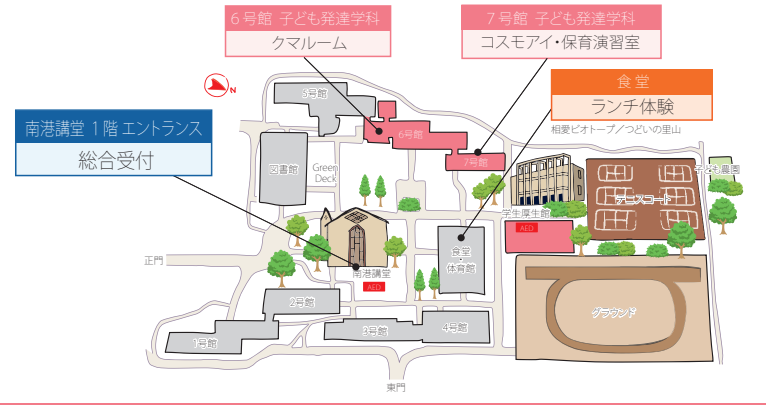 6号館 子ども発達学科
クマルーム
7号館 子ども発達学科
コスモアイ・保育演習室
食堂
ランチ体験
南港講堂 1階 エントランス
総合受付
N
5号館
6号館
7号館
相愛ビオトープ／つどいの里山
図書館
Green
Deck
子ども農園
テニスコート
学生厚生館
AED
食堂
・
体育館
正門
南港講堂
AED
2号館
グラウンド
1号館
3号館
4号館
東門